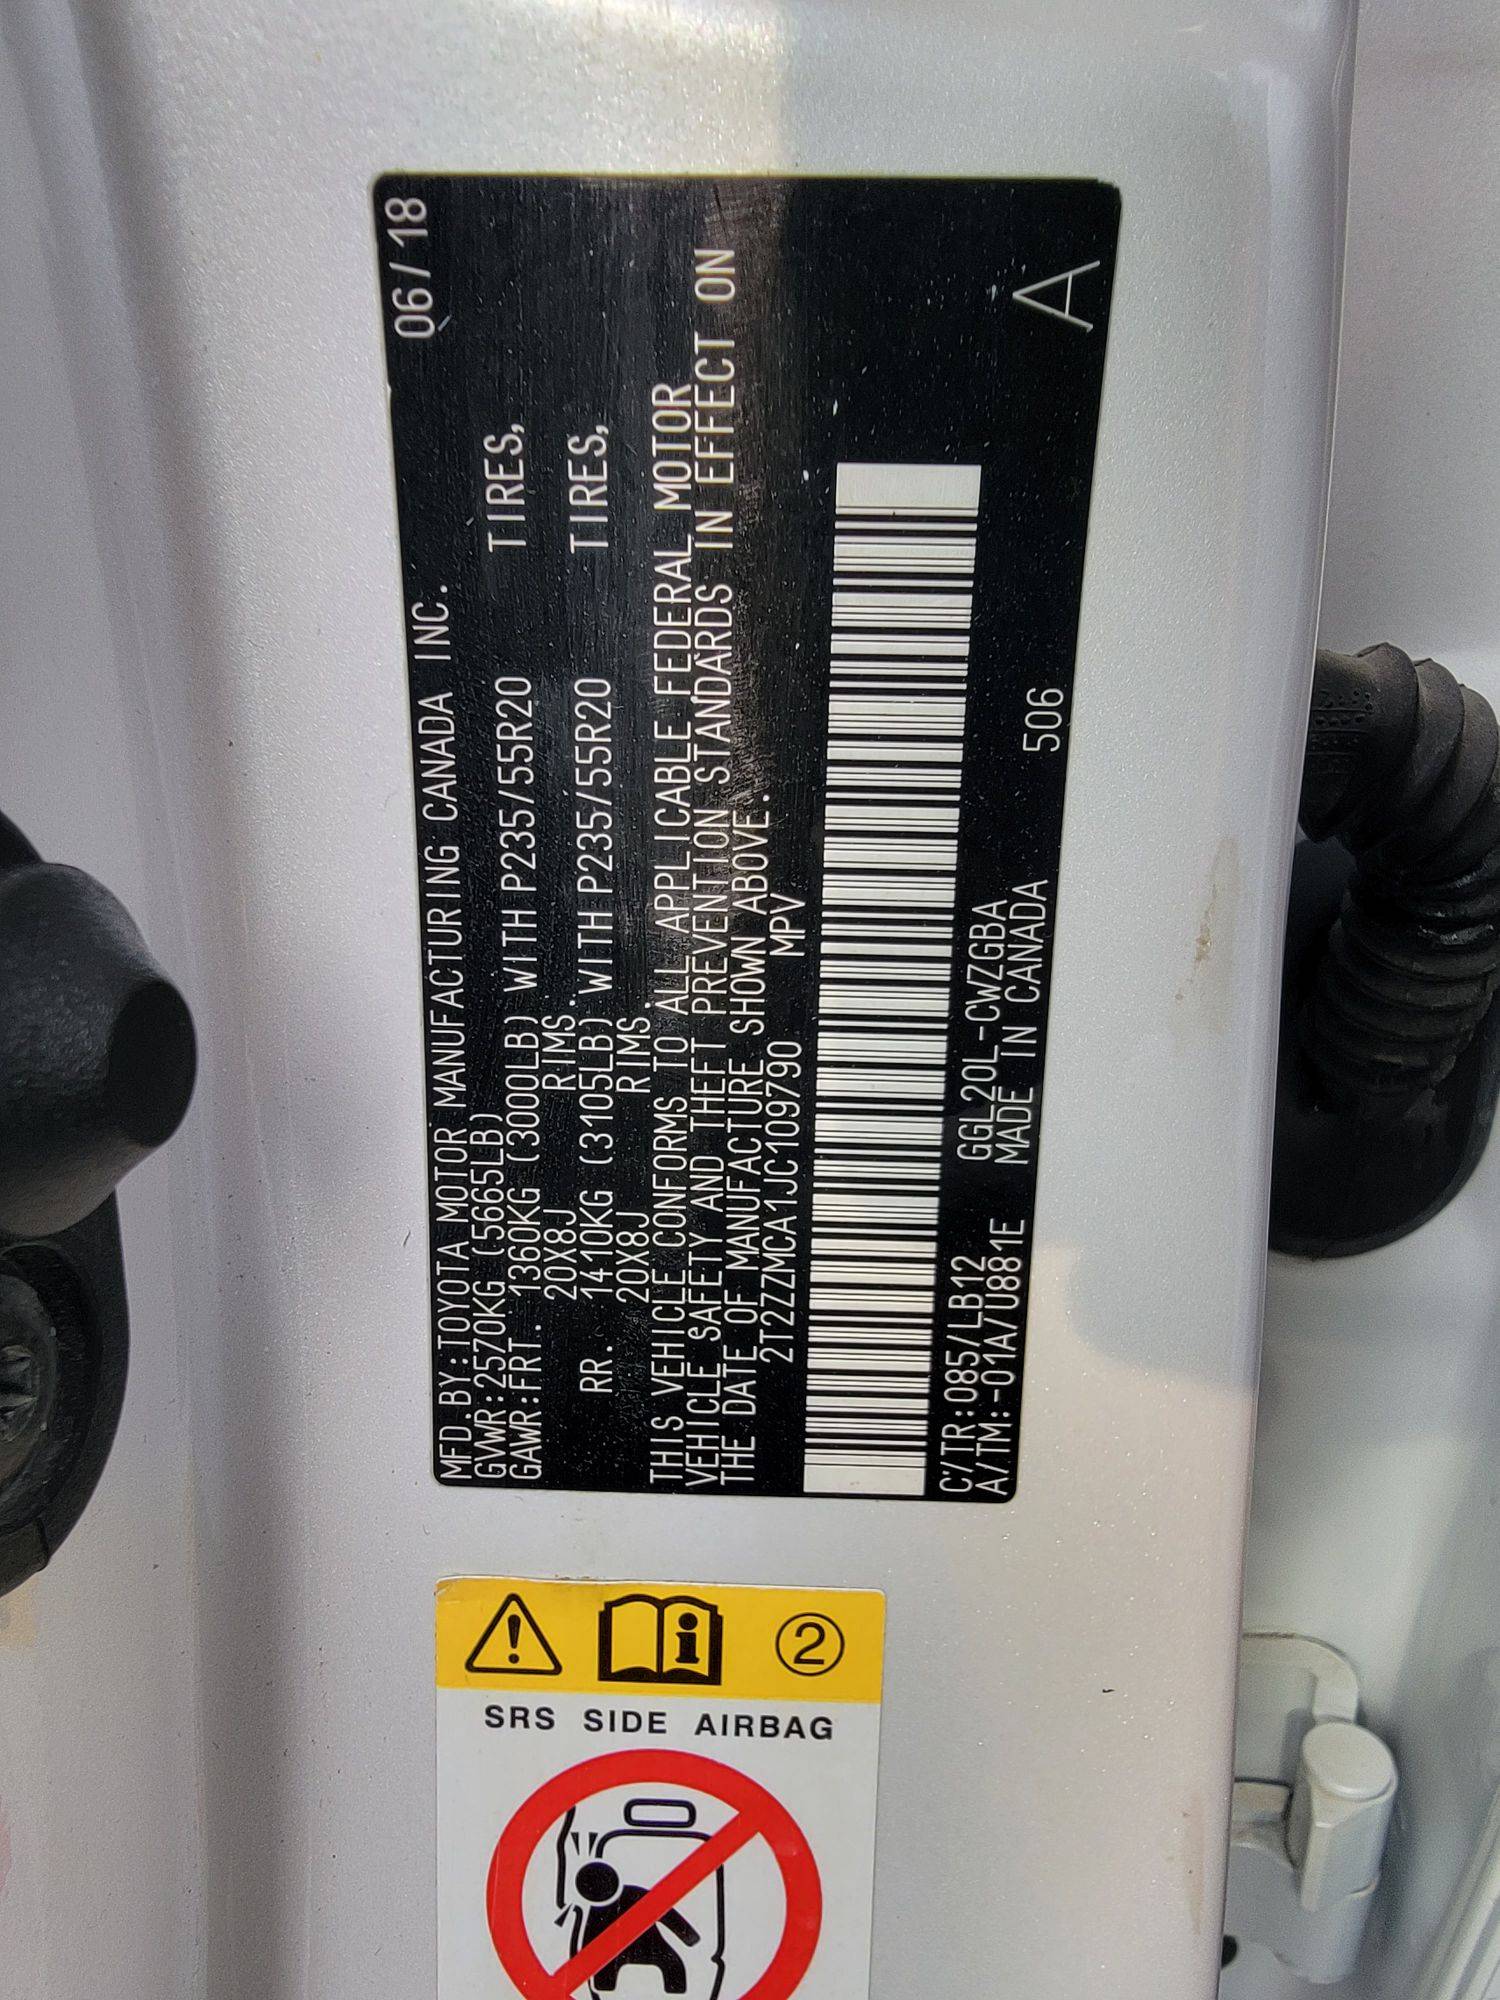 MFD.BY:TOYOTA MOTOR MANUFACTURING CANADA INC. 06/18
GVWR:2570KG(5665LB)
GAWR:FRT. 1360KG(3000LB) WITH P235/55R20 TIRES,
20X8J RIMS.
RR. 1410KG (3105LB) WITH P235/55R20 TIRES,
20X8J RIMS.
THIS VEHICLE CONFORMS TO ALL APPLICABLE FEDERAL MOTOR
VEHICLE SAFETY AND THEFT PREVENTION STANDARDS IN EFFECT ON
THE DATE OF MANUFACTURE SHOWN ABOVE.
2T2ZZMCA1JC109790 MPV
C/TR:085/LB12 GGL20L-CWZGBA
A/TM:-01A/U881E MADE IN CANADA 506 A
2
SRS SIDE AIRBAG